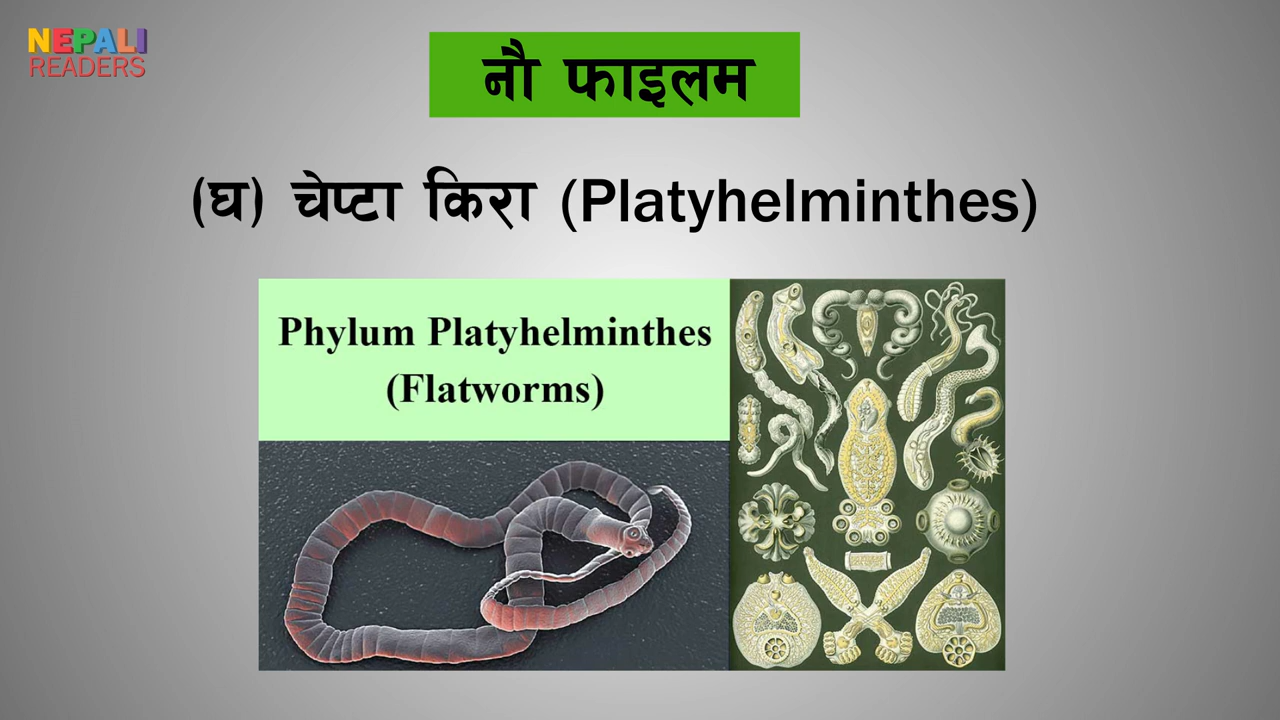 NEPALI
READERS
नौ फाइलम
(घ) चेप्टा किरा (Platyhelminthes)
Phylum Platyhelminthes
(Flatworms)